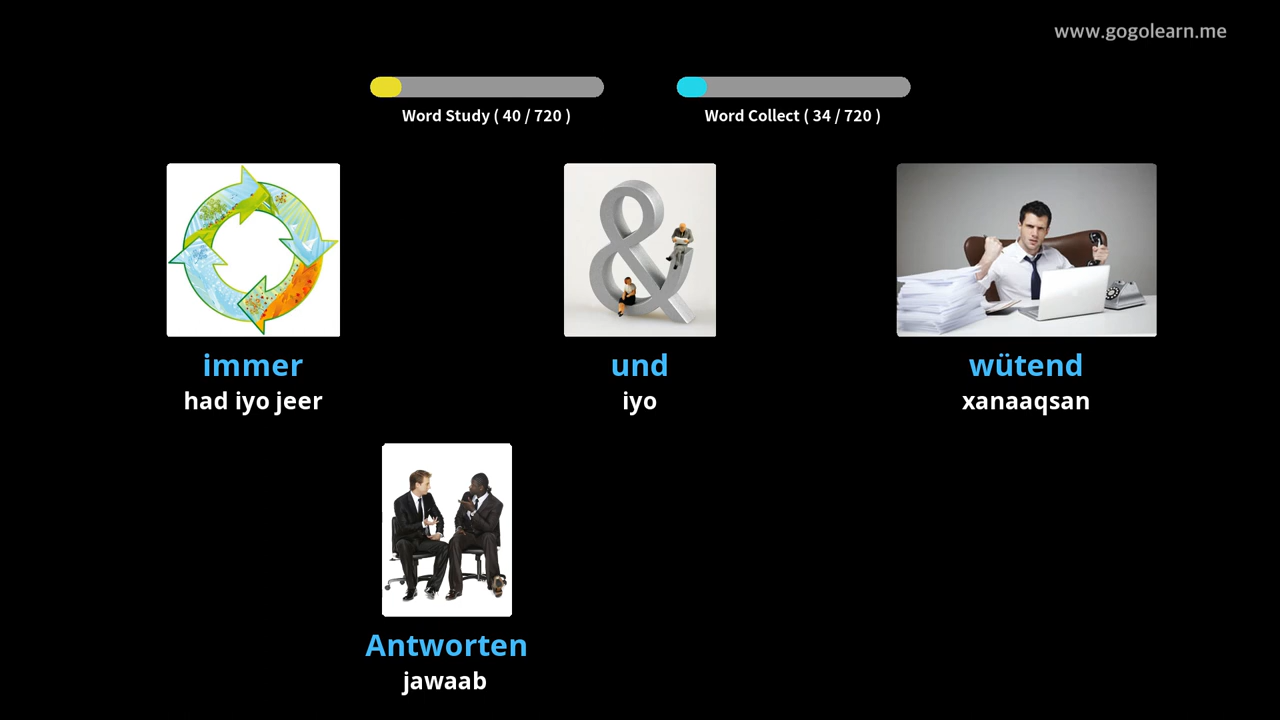 www.gogolearn.me
Word Study ( 40 / 720 )
Word Collect ( 34 / 720 )
immer
had iyo jeer
und
iyo
wütend
xanaaqsan
Antworten
jawaab